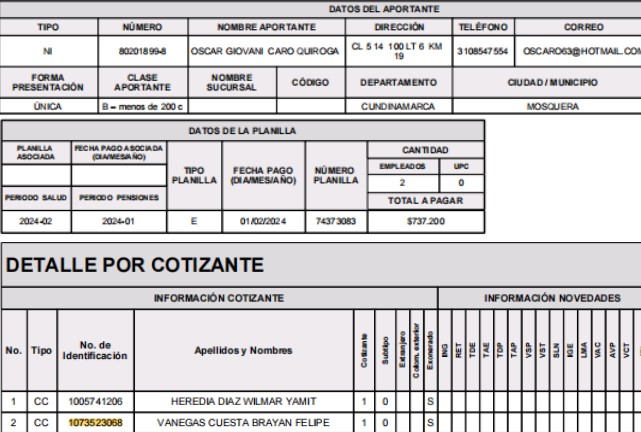 DATOS DEL APORTANTE
TIPO NÚMERO NOMBRE APORTANTE DIRECCIÓN TELÉFONO CORREO
NI 80201899-8 OSCAR GIOVANI CARO QUIROGA CL 5 14 100 LT 6 KM 19 3108547554 OSCARO63@HOTMAIL.COM
FORMA PRESENTACIÓN CLASE APORTANTE NOMBRE SUCURSAL CÓDIGO DEPARTAMENTO CIUDAD / MUNICIPIO
ÚNICA B – menos de 200 c CUNDINAMARCA MOSQUERA
DATOS DE LA PLANILLA
PLANILLA ASOCIADA FECHA PAGO ASOCIADA (DIA/MES/AÑO) TIPO PLANILLA FECHA PAGO (DIA/MES/AÑO) NÚMERO PLANILLA CANTIDAD
EMPLEADOS UPC
2 0
PERIODO SALUD PERIODO PENSIONES TOTAL A PAGAR
2024-02 2024-01 E 01/02/2024 74373083 $737.200
DETALLE POR COTIZANTE
INFORMACIÓN COTIZANTE INFORMACIÓN NOVEDADES
No. Tipo No. de Identificación Apellidos y Nombres Cotizante Subtipo Extranjero Colom. exterior Exonerado ING RET TDE TAE TDP TAP VSP VST SLN IGE LMA VAC AVP VCT
1 CC 1005741206 HEREDIA DIAZ WILMAR YAMIT 1 0 S
2 CC 1073523068 VANEGAS CUESTA BRAYAN FELIPE 1 0 S